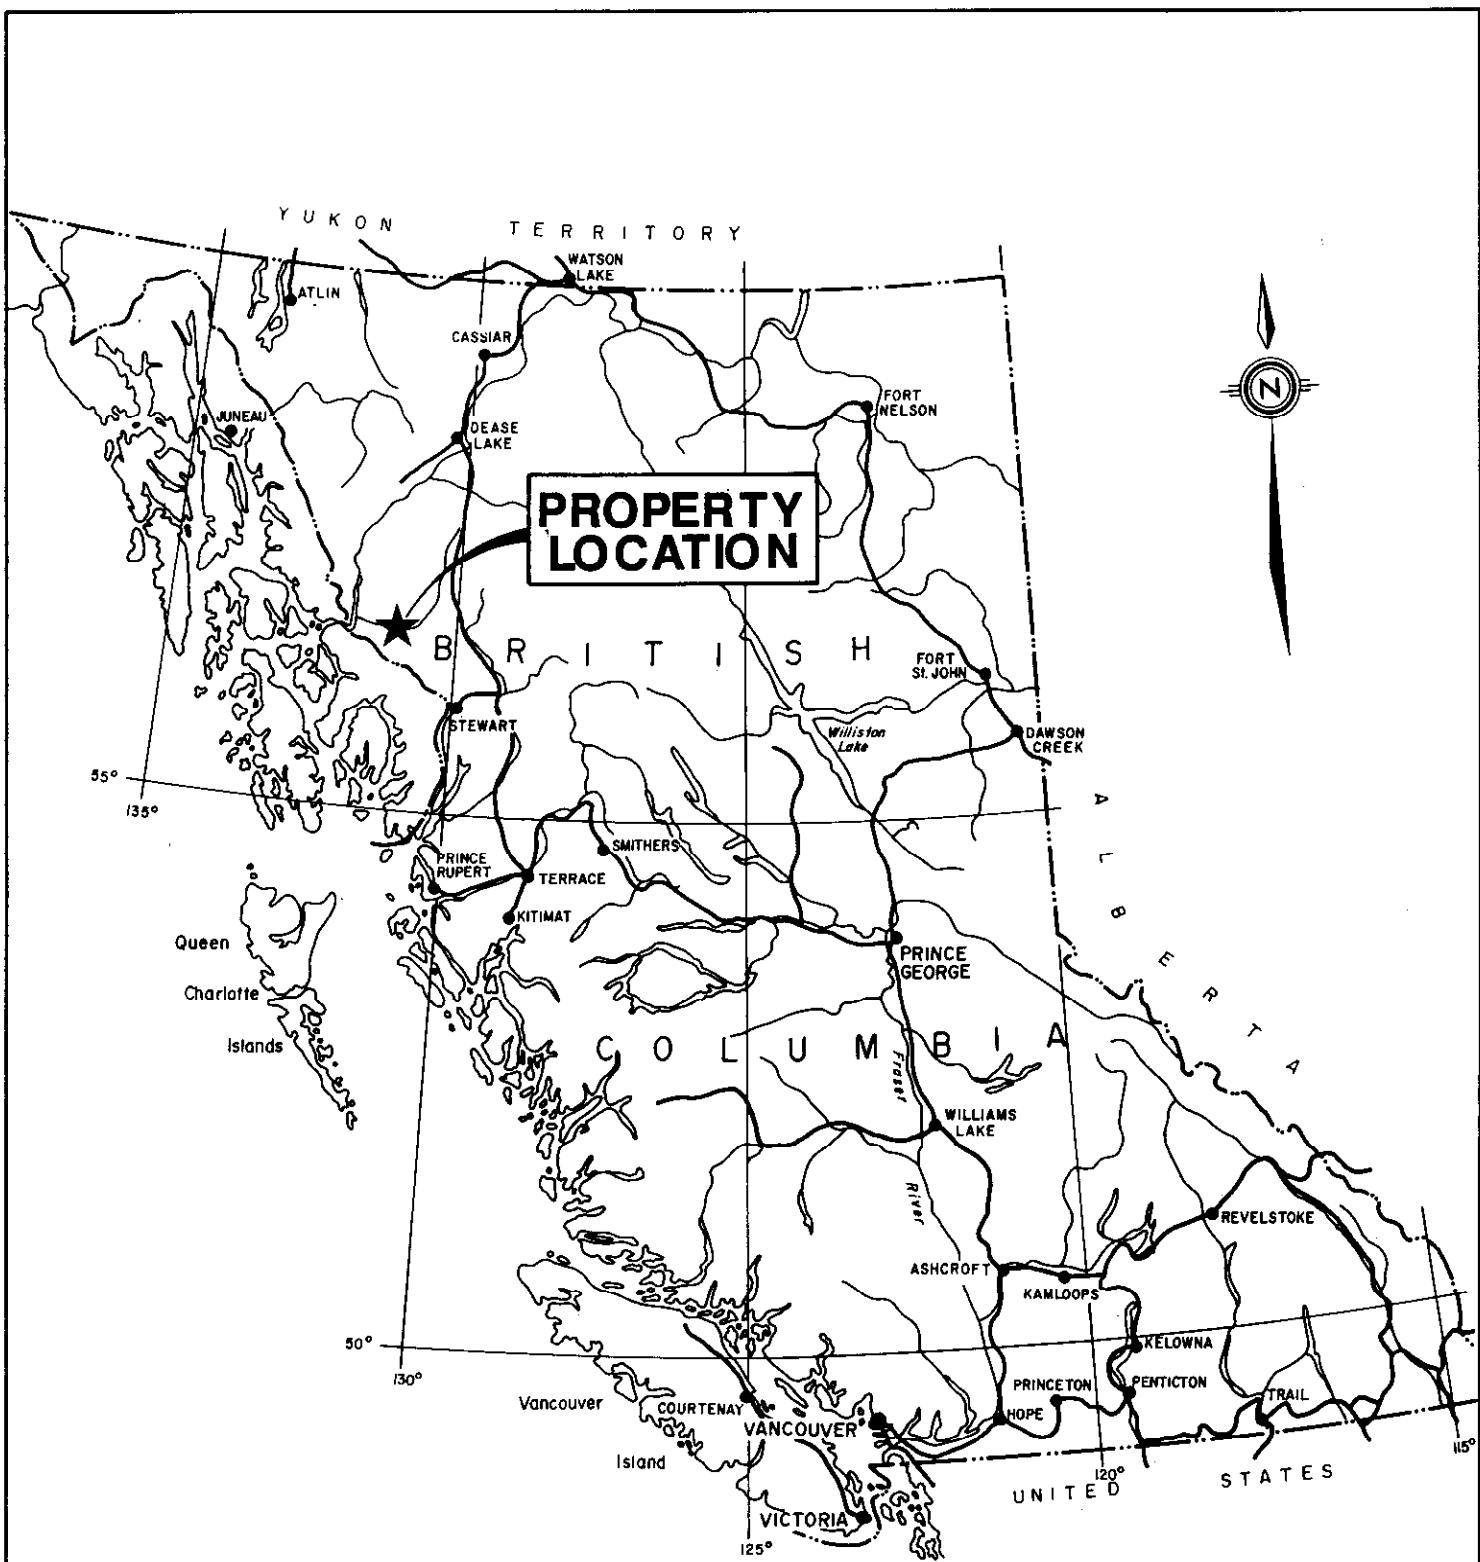 YUKON TERRITORY
WATSON
LAKE
ATLIN
CASSIAR
JUNEAU
DEASE
LAKE
FORT
NELSON
N
PROPERTY
LOCATION
BRITISH
FORT
St. JOHN
STEWART
Williston
Lake
DAWSON
CREEK
55°
135°
ALBERTA
PRINCE
RUPERT
SMITHERS
TERRACE
KITIMAT
Queen
Charlotte
Islands
PRINCE
GEORGE
COLUMBIA
Fraser
River
WILLIAMS
LAKE
REVELSTOKE
ASHCROFT
KAMLOOPS
50°
130°
KELOWNA
Vancouver
Island
COURTENAY
PRINCETON
PENTICTON
TRAIL
VANCOUVER
HOPE
115°
120°
UNITED STATES
VICTORIA
125°